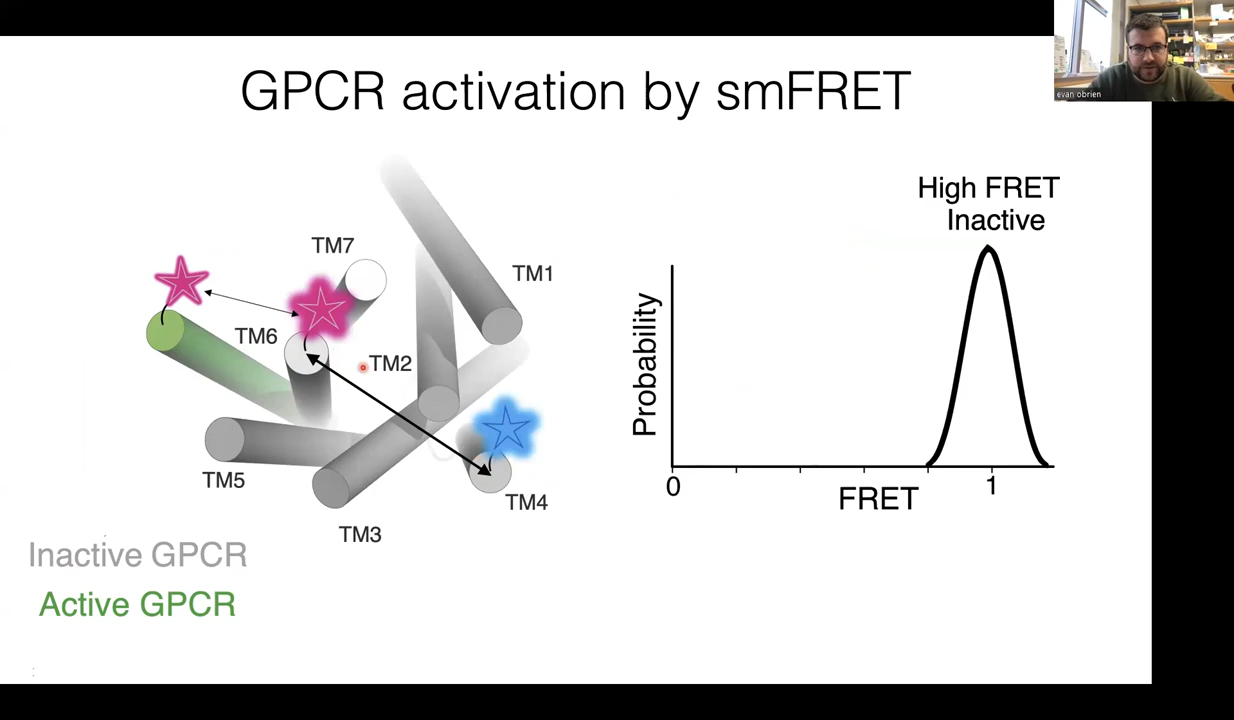 evan obrien
GPCR activation by smFRET
TM7
TM1
TM6
TM2
TM5
TM4
TM3
Inactive GPCR
Active GPCR
High FRET
Inactive
Probability
0
1
FRET